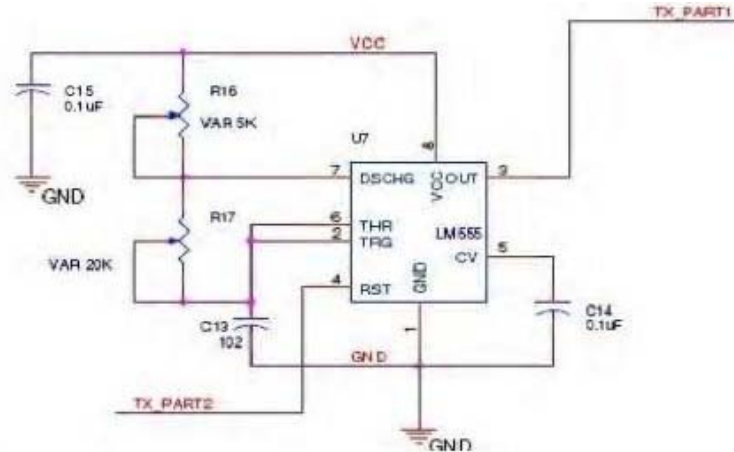 TX_PART1
VCC
C15
0.1uF
R16
VAR 5K
U7
8
GND
7
DSCHG
VCC
OUT
3
R17
6
THR
2
TRG
LM555
5
CV
VAR 20K
4
RST
GND
C13
102
1
C14
0.1uF
GND
TX_PART2
GND